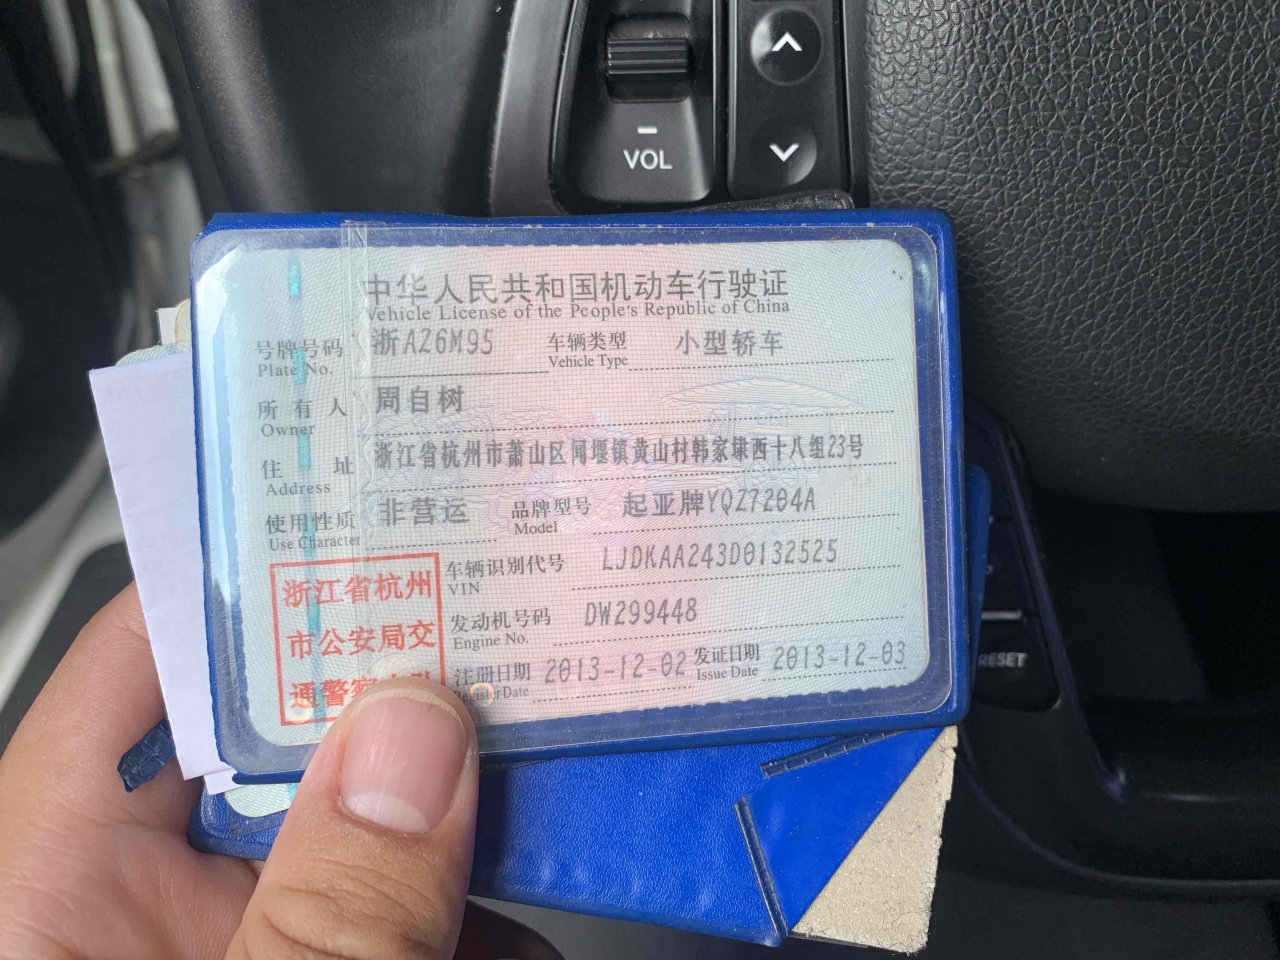 VOL
中华人民共和国机动车行驶证
Vehicle License of the People's Republic of China
号牌号码 浙AZ6M95 车辆类型 小型轿车
Plate No. Vehicle Type
所有人 周自树
Owner
住址 浙江省杭州市萧山区闻堰镇黄山村韩家埭西十八组23号
Address
使用性质 非营运 品牌型号 起亚牌YQZ7204A
Use Character Model
车辆识别代号 LJDKAA243D0132525
VIN
发动机号码 DW299448
Engine No.
注册日期 2013-12-02 发证日期 2013-12-03
Register Date Issue Date
浙江省杭州
市公安局交
通警察
RESET